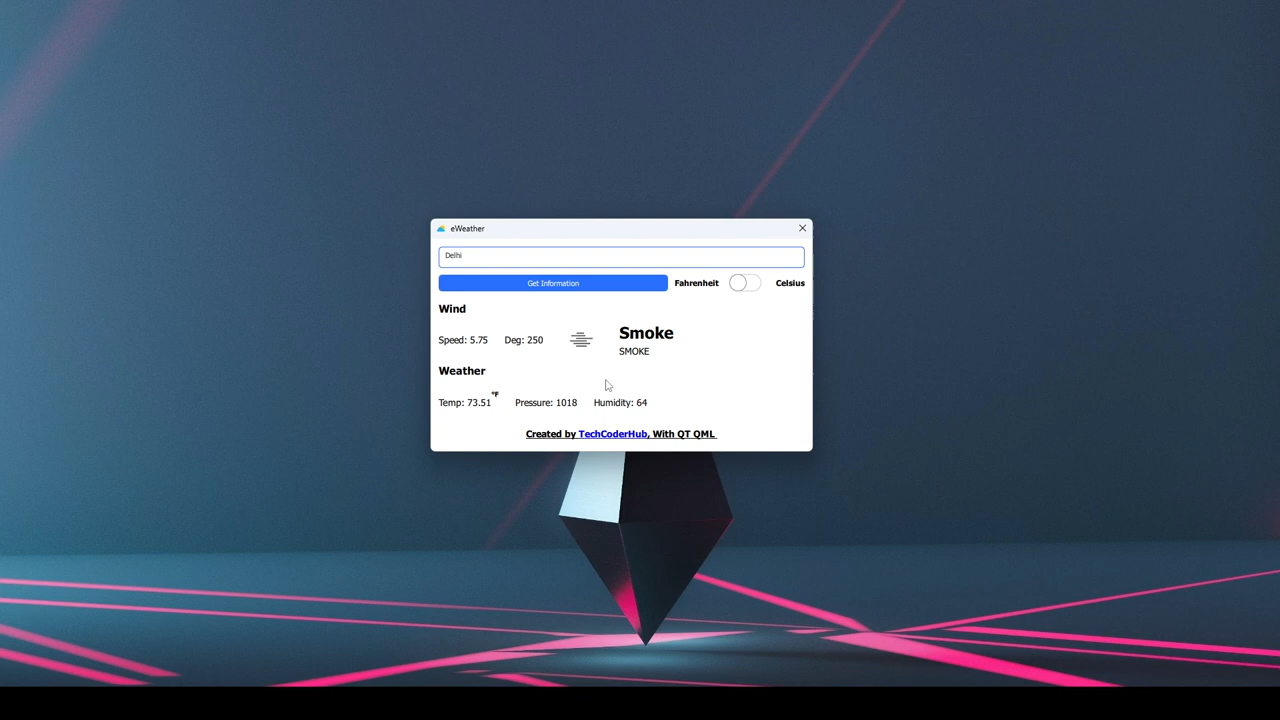 eWeather
Delhi
Get Information Fahrenheit Celsius
Wind
Speed: 5.75 Deg: 250 Smoke
SMOKE
Weather
Temp: 73.51°F Pressure: 1018 Humidity: 64
Created by TechCoderHub, With QT QML